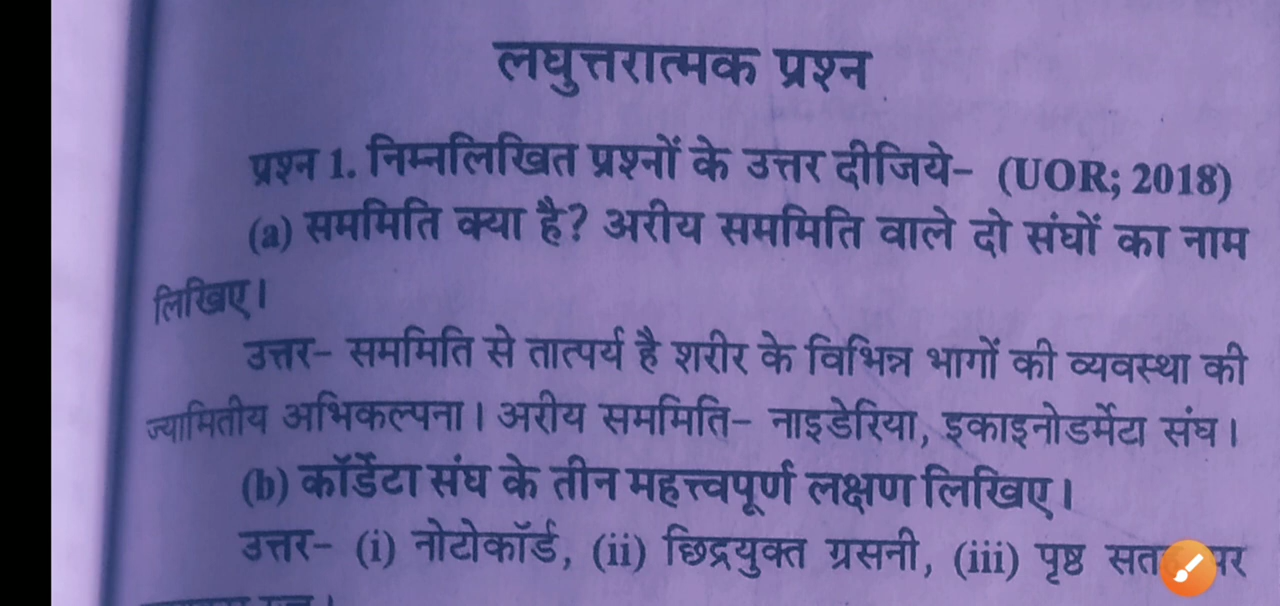 लघुत्तरात्मक प्रश्न
प्रश्न 1. निम्नलिखित प्रश्नों के उत्तर दीजिये- (UOR; 2018)
(a) सममिति क्या है? अरीय सममिति वाले दो संघों का नाम
लिखिए।
उत्तर- सममिति से तात्पर्य है शरीर के विभिन्न भागों की व्यवस्था की
ज्यामितीय अभिकल्पना। अरीय सममिति- नाइडेरिया, इकाइनोडर्मेटा संघ।
(b) कॉर्डेटा संघ के तीन महत्त्वपूर्ण लक्षण लिखिए।
उत्तर- (i) नोटोकॉर्ड, (ii) छिद्रयुक्त ग्रसनी, (iii) पृष्ठ